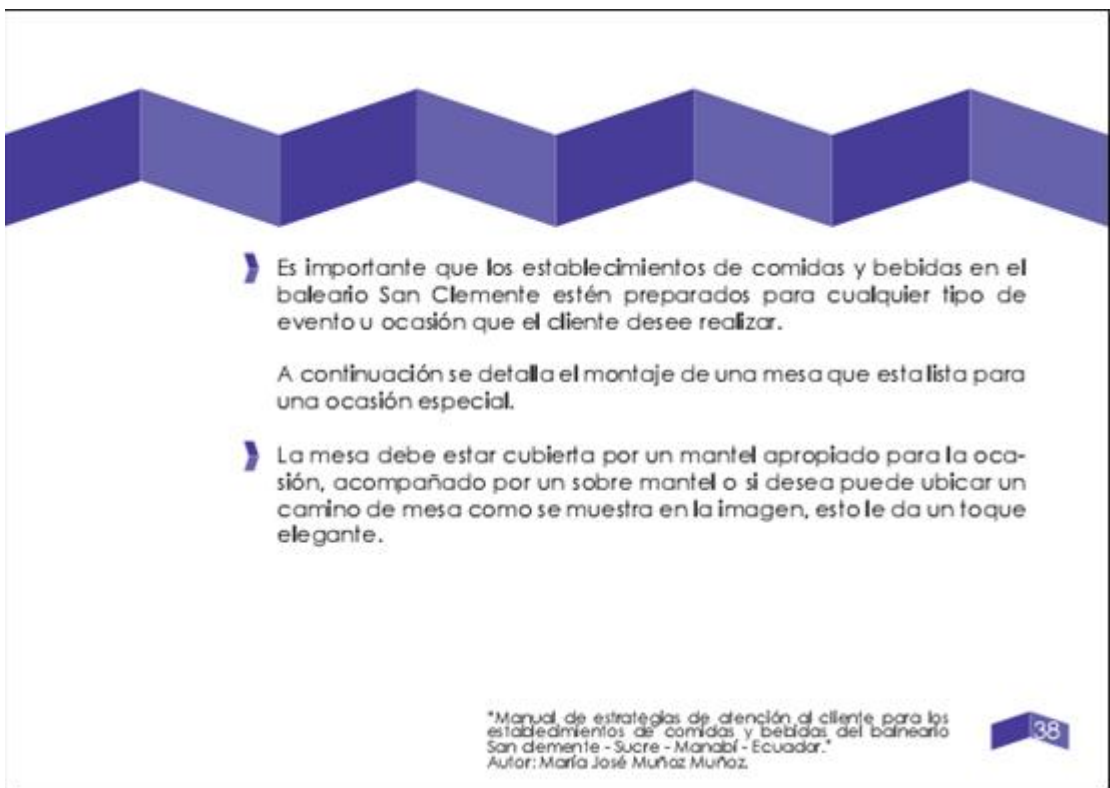 Es importante que los establecimientos de comidas y bebidas en el
baleario San Clemente estén preparados para cualquier tipo de
evento u ocasión que el cliente desee realizar.
A continuación se detalla el montaje de una mesa que esta lista para
una ocasión especial.
La mesa debe estar cubierta por un mantel apropiado para la oca-
sión, acompañado por un sobre mantel o si desea puede ubicar un
camino de mesa como se muestra en la imagen, esto le da un toque
elegante.
"Manual de estrategias de atención al cliente para los
establecimientos de comidas y bebidas del balneario
San clemente - Sucre - Manabí - Ecuador."
Autor: María José Muñoz Muñoz.
38